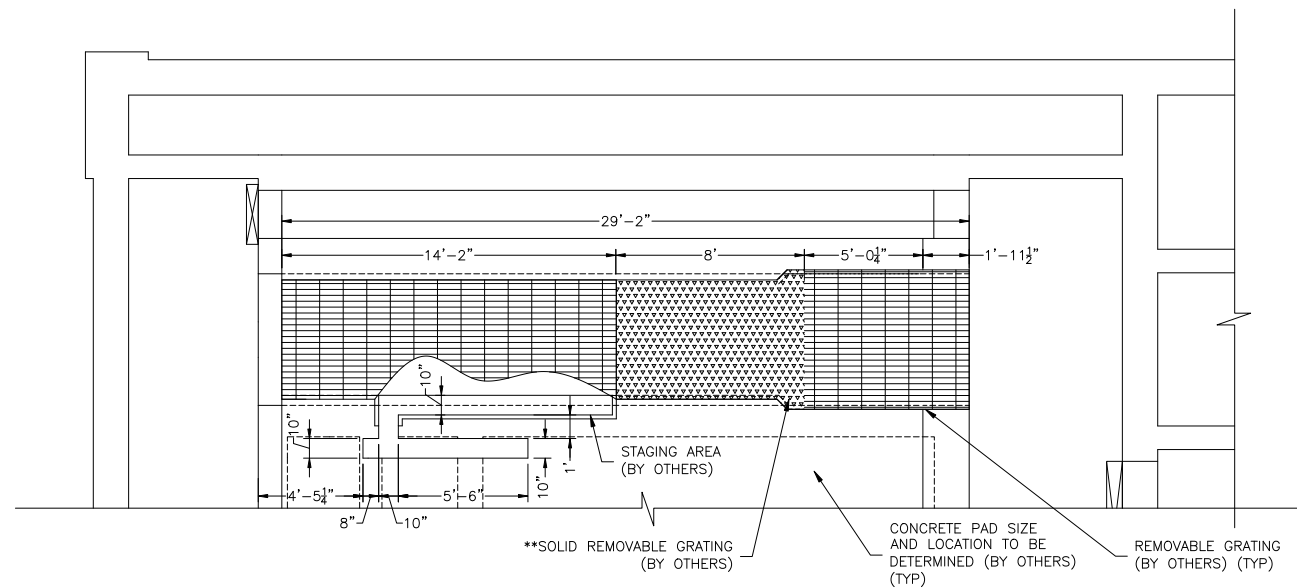 29'-2"
14'-2"
8'
5'-0¼"
1'-11½"
10"
10"
STAGING AREA
(BY OTHERS)
1'
10"
4'-5¼"
5'-6"
8"
10"
**SOLID REMOVABLE GRATING
(BY OTHERS)
CONCRETE PAD SIZE
AND LOCATION TO BE
DETERMINED (BY OTHERS)
(TYP)
REMOVABLE GRATING
(BY OTHERS) (TYP)